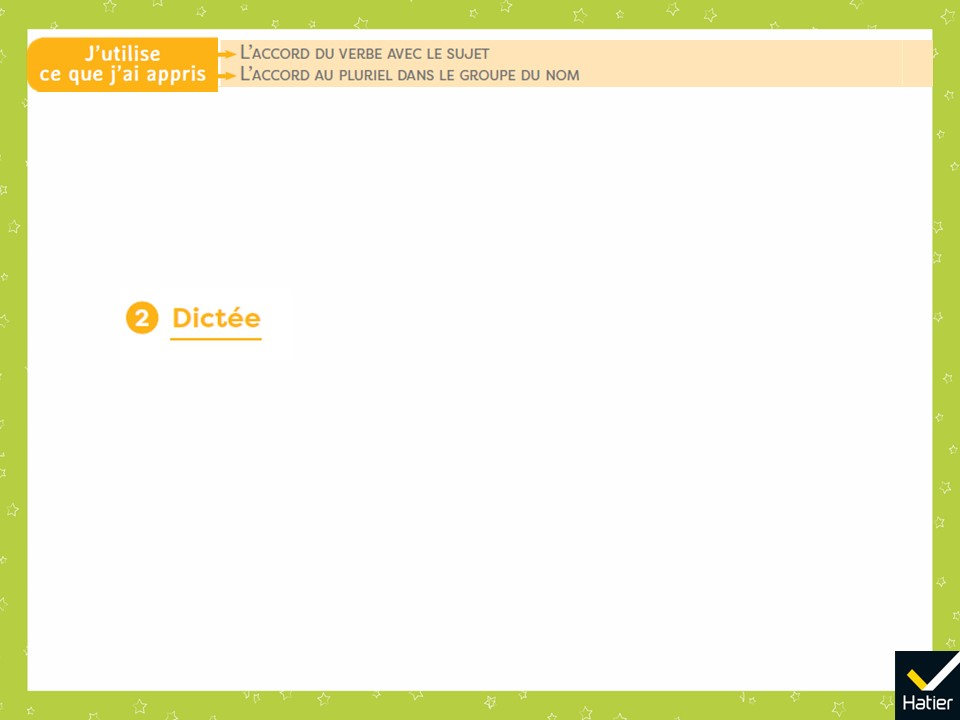 J'utilise
ce que j'ai appris
L'ACCORD DU VERBE AVEC LE SUJET
L'ACCORD AU PLURIEL DANS LE GROUPE DU NOM
2 Dictée
Hatier